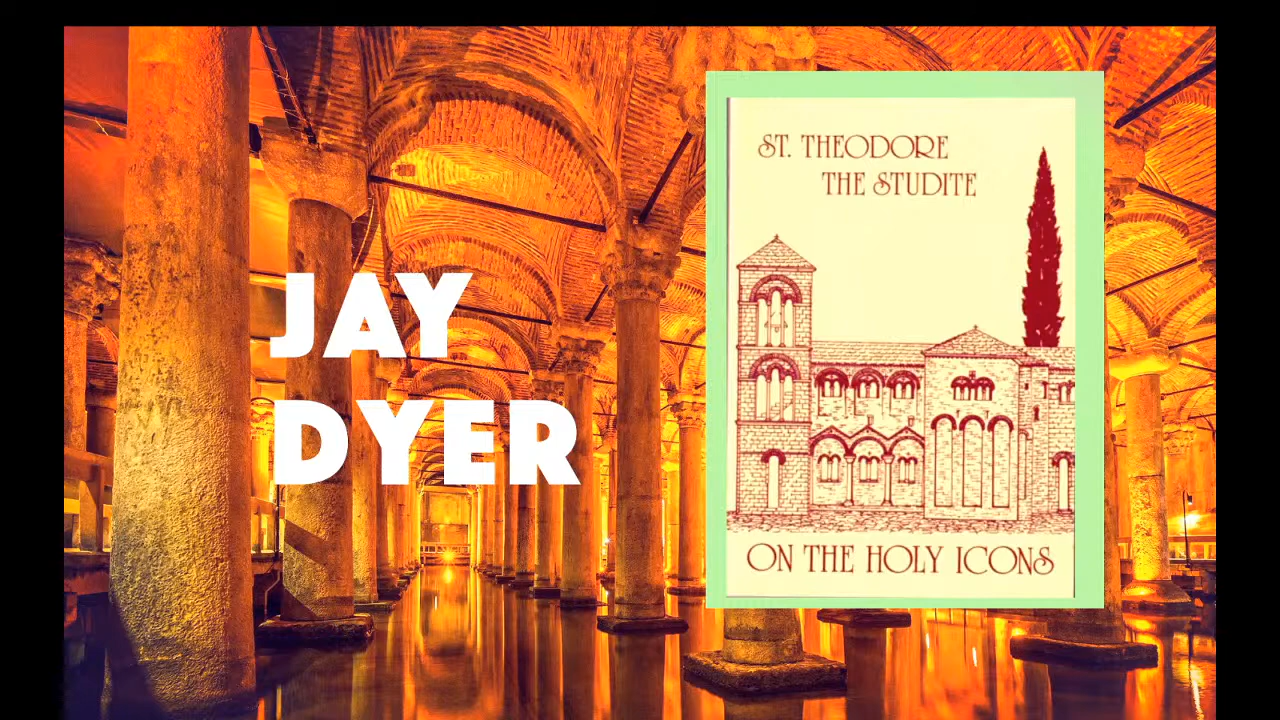 JAY
DYER
ST. THEODORE
THE STUDITE
ON THE HOLY ICONS